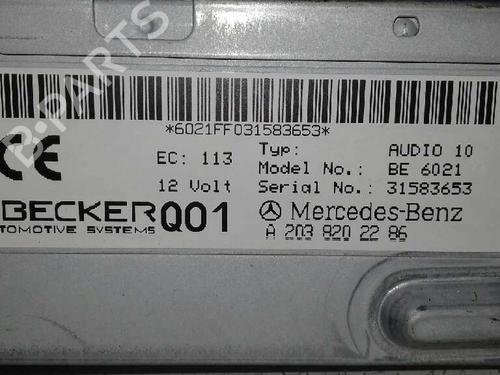 B-PARTS
*6021FF031583653*
CE
EC: 113
Typ: AUDIO 10
Model No.: BE 6021
12 Volt
Serial No.: 31583653
BECKER Q01 Mercedes-Benz
TOMOTIVE SYSTEMS
A 203 820 22 86